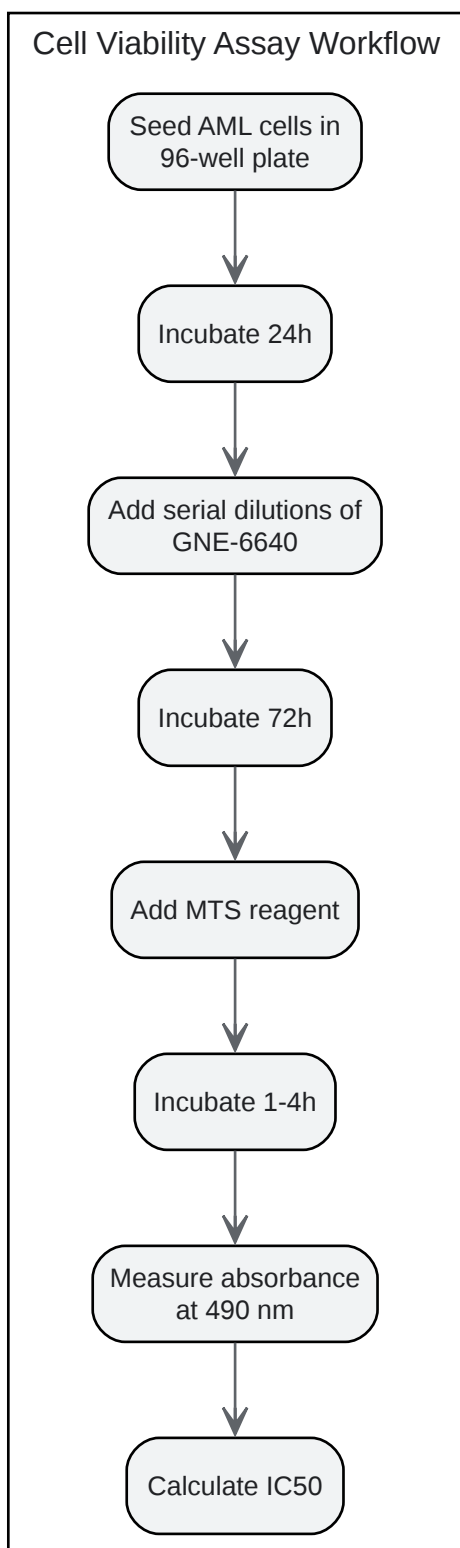 Cell Viability Assay Workflow
Seed AML cells in
96-well plate
Incubate 24h
Add serial dilutions of
GNE-6640
Incubate 72h
Add MTS reagent
Incubate 1-4h
Measure absorbance
at 490 nm
Calculate IC50